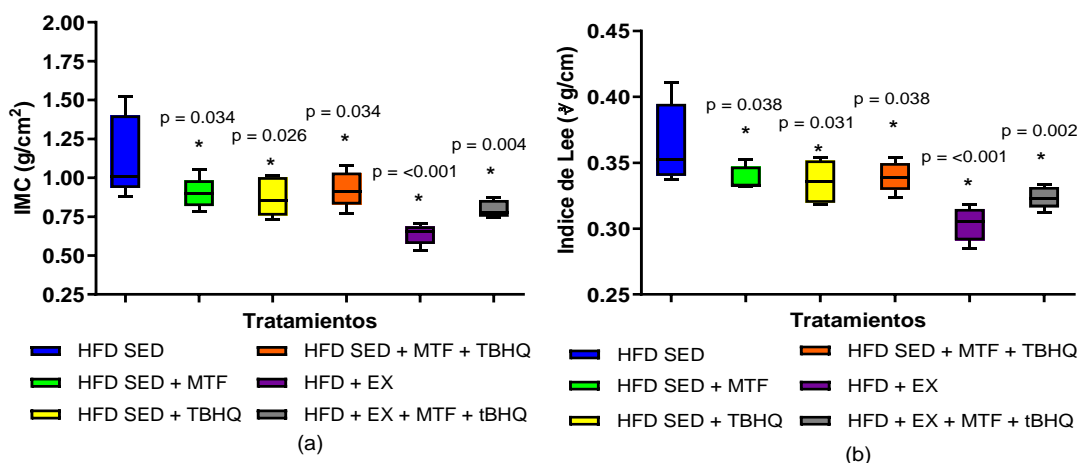 2.00
1.75
1.50
1.25
1.00
0.75
0.50
0.25
IMC (g/cm²)
p = 0.034
*
p = 0.026
*
p = 0.034
*
p = <0.001
*
p = 0.004
*
Tratamientos
HFD SED
HFD SED + MTF
HFD SED + TBHQ
HFD SED + MTF + TBHQ
HFD + EX
HFD + EX + MTF + tBHQ
(a)
0.45
0.40
0.35
0.30
0.25
Indice de Lee (∛g/cm)
p = 0.038
*
p = 0.031
*
p = 0.038
*
p = <0.001
*
p = 0.002
*
Tratamientos
HFD SED
HFD SED + MTF
HFD SED + TBHQ
HFD SED + MTF + TBHQ
HFD + EX
HFD + EX + MTF + tBHQ
(b)